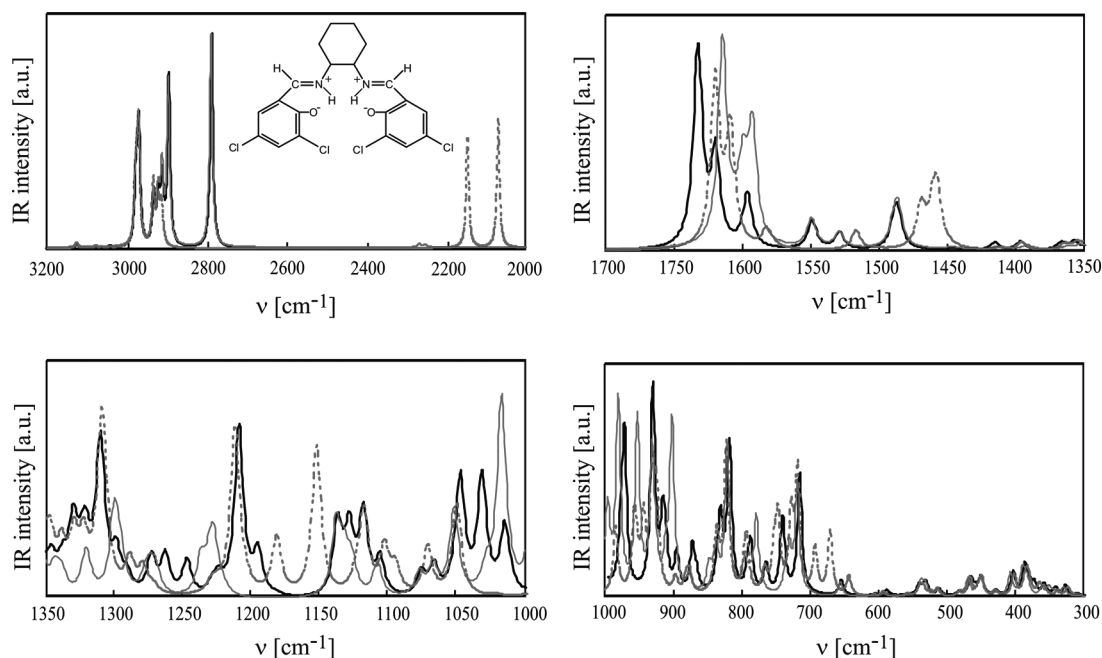 IR intensity [a.u.]
H
C
N
+
H
O-
Cl
Cl
+
N
H
C
H
-O
Cl
Cl
3200 3000 2800 2600 2400 2200 2000
ν [cm-1]
IR intensity [a.u.]
1700 1750 1600 1550 1500 1450 1400 1350
ν [cm-1]
IR intensity [a.u.]
1350 1300 1250 1200 1150 1100 1050 1000
ν [cm-1]
IR intensity [a.u.]
1000 900 800 700 600 500 400 300
ν [cm-1]